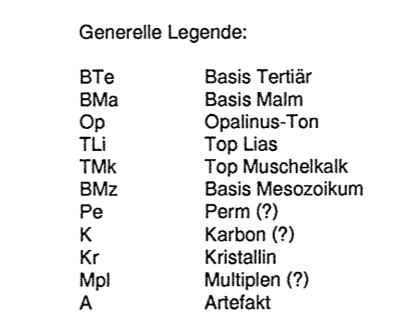 Generelle Legende:
BTe Basis Tertiär
BMa Basis Malm
Op Opalinus-Ton
TLi Top Lias
TMk Top Muschelkalk
BMz Basis Mesozoikum
Pe Perm (?)
K Karbon (?)
Kr Kristallin
Mpl Multiplen (?)
A Artefakt